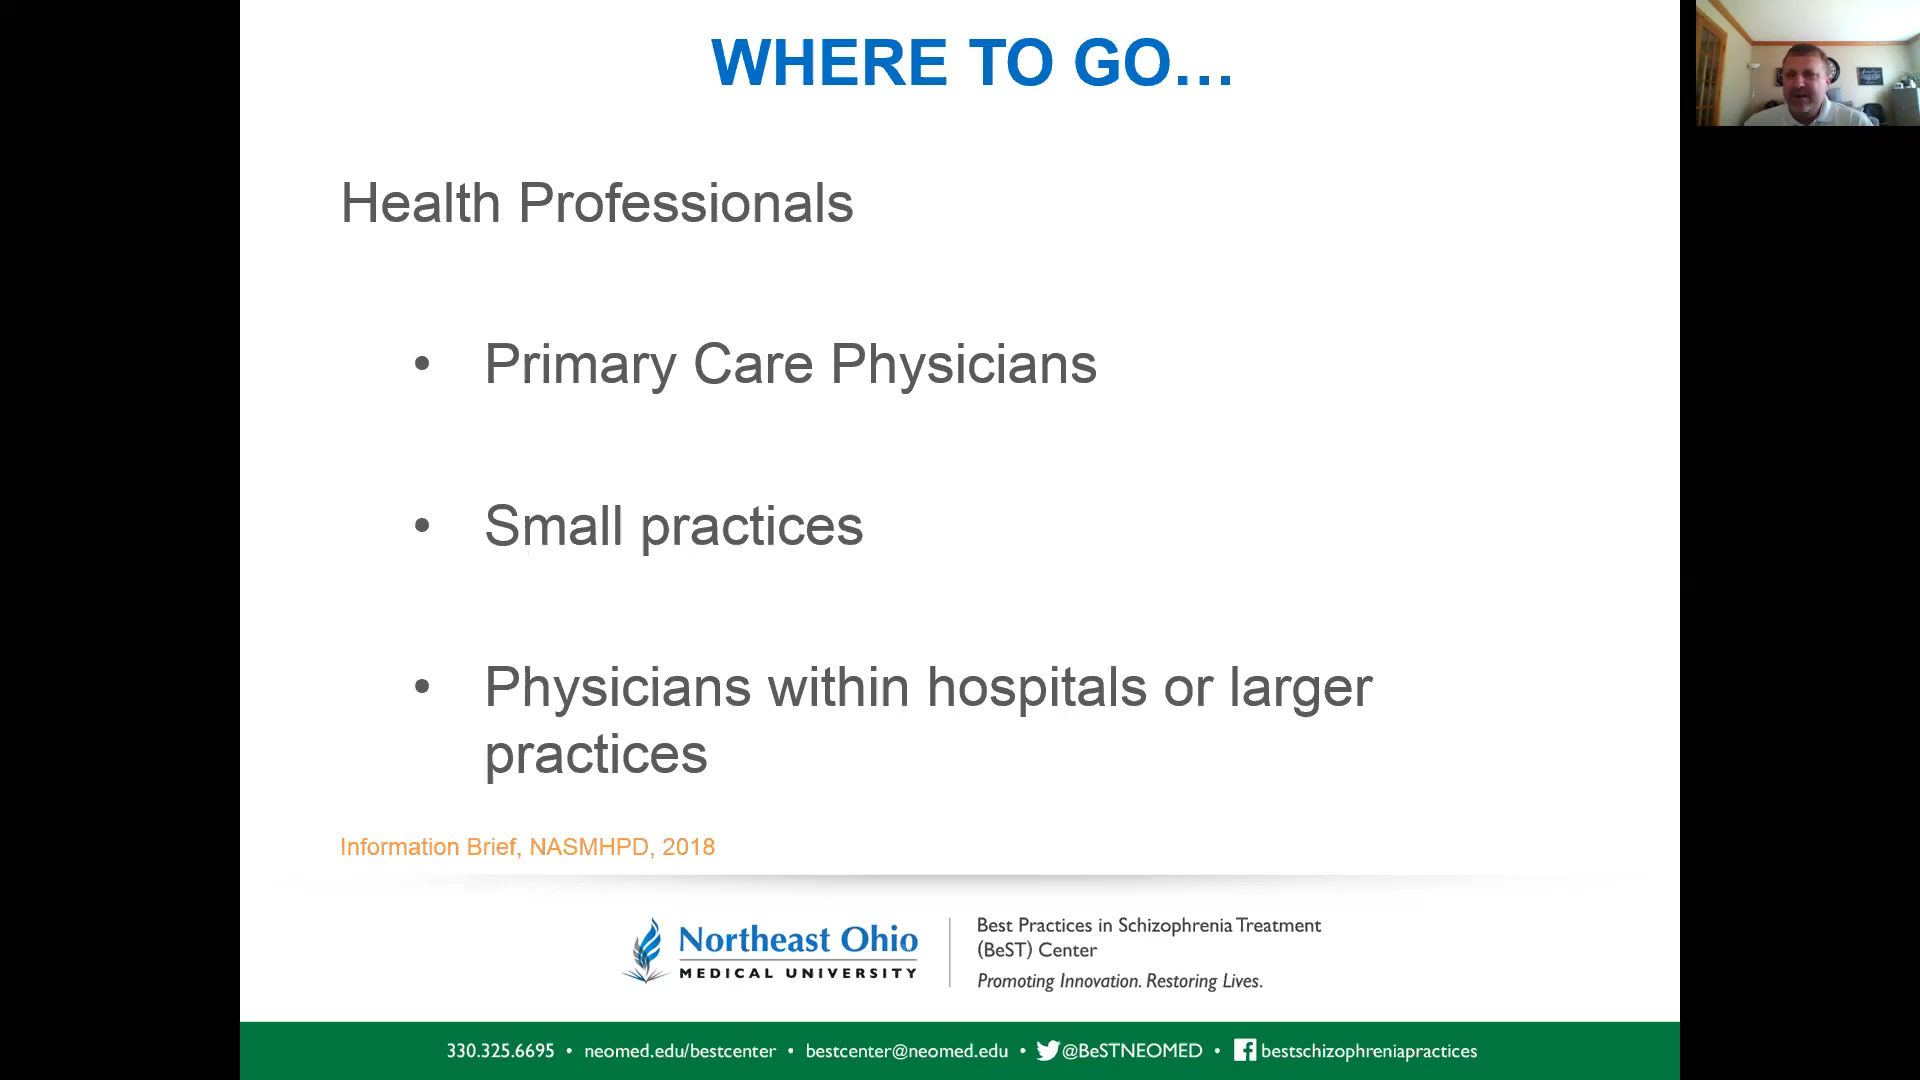 WHERE TO GO...
Health Professionals
• Primary Care Physicians
• Small practices
• Physicians within hospitals or larger
practices
Information Brief, NASMHPD, 2018
Northeast Ohio
MEDICAL UNIVERSITY
Best Practices in Schizophrenia Treatment
(BeST) Center
Promoting Innovation. Restoring Lives.
330.325.6695 • neomed.edu/bestcenter • bestcenter@neomed.edu • @BeSTNEOMED • bestschizophreniapractices